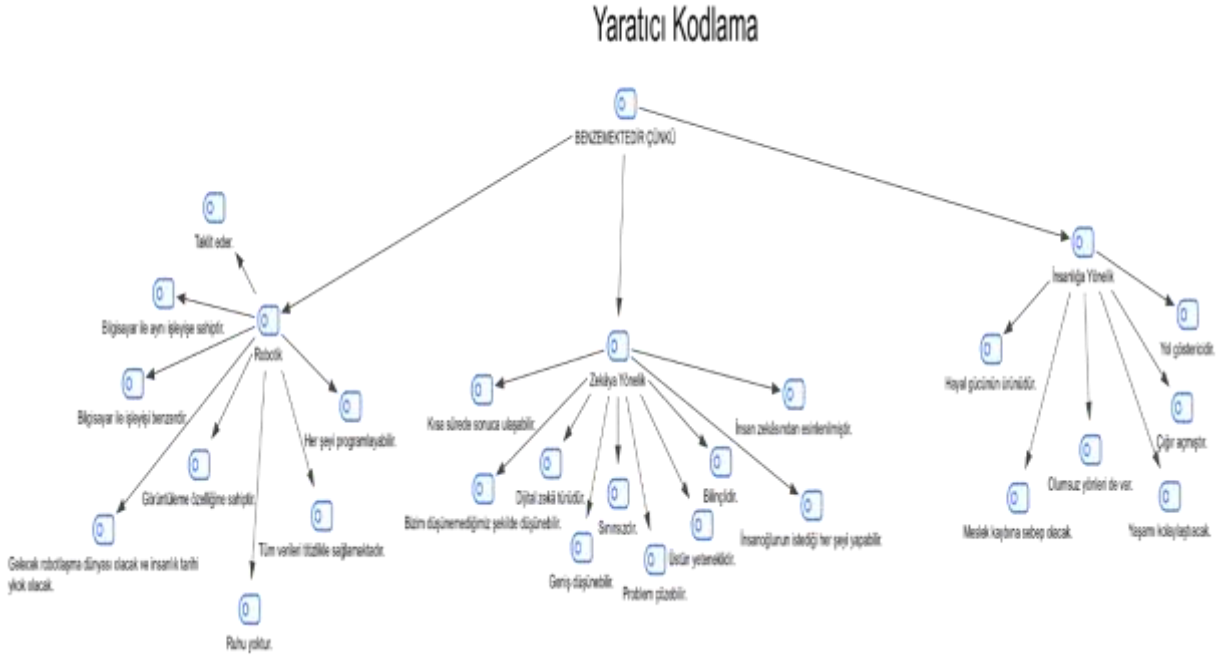 Yaratıcı Kodlama
BENZEMEKTEDİR ÇÜNKÜ
Taklit eder.
Bilgisayar ile aynı işleyişe sahiptir.
Robotik
Bilgisayar ile işleyişi benzerdir.
Her şeyi programlayabilir.
Görüntüleme özelliğine sahiptir.
Tüm verileri titizlikle sağlamaktadır.
Gelecek robotlaşma dünyası olacak ve insanlık tarihi
ykok olacak.
Ruhu yoktur.
Zekâya Yönelik
Kısa sürede sonuca ulaşabilir.
İnsan zekâsından esinlenilmiştir.
Dijital zekâ türüdür.
Bilinçlidir.
Bizim düşünemediğimiz şekilde düşünebilir.
Sınırsızdır.
İnsanoğlunun istediği her şeyi yapabilir.
Üstün yeteneklidir.
Geniş düşünebilir.
Problem çözebilir.
İnsanlığa Yönelik
Yol göstericidir.
Hayal gücünün ürünüdür.
Çığır açmıştır.
Olumsuz yönleri de var.
Meslek kaybına sebep olacak.
Yaşamı kolaylaştıracak.